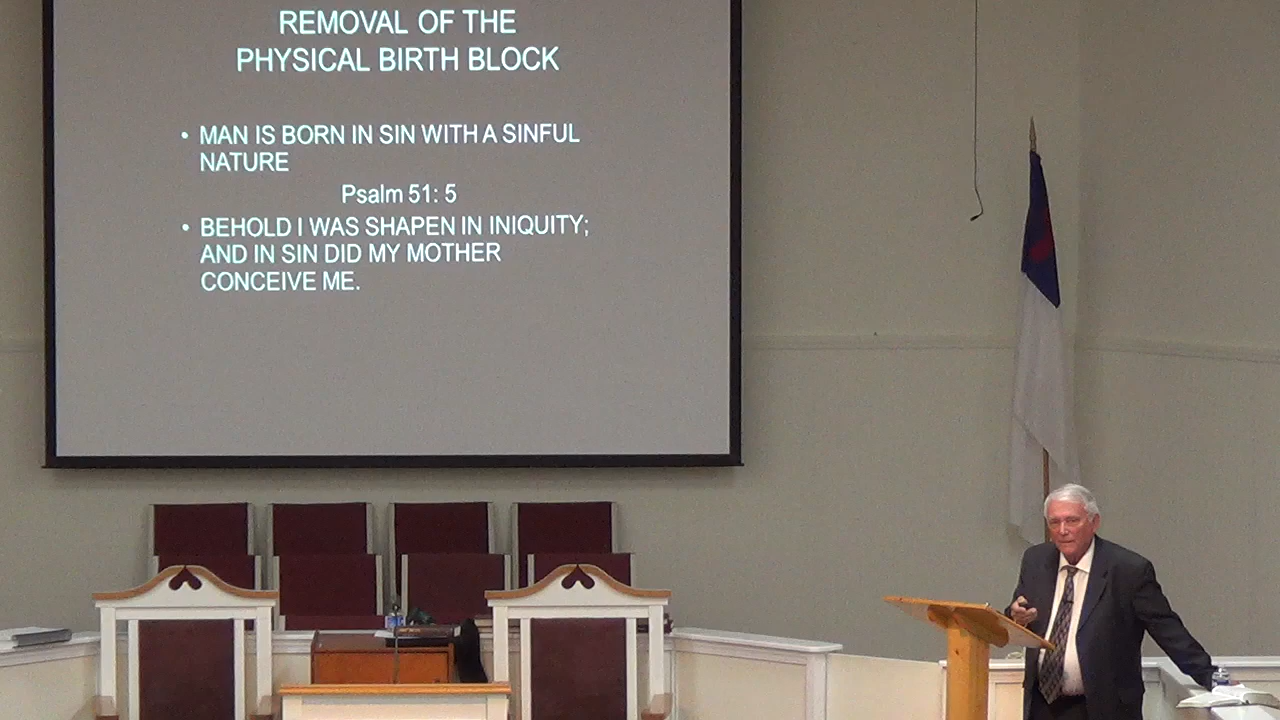 REMOVAL OF THE
PHYSICAL BIRTH BLOCK
• MAN IS BORN IN SIN WITH A SINFUL
NATURE
Psalm 51: 5
• BEHOLD I WAS SHAPEN IN INIQUITY;
AND IN SIN DID MY MOTHER
CONCEIVE ME.